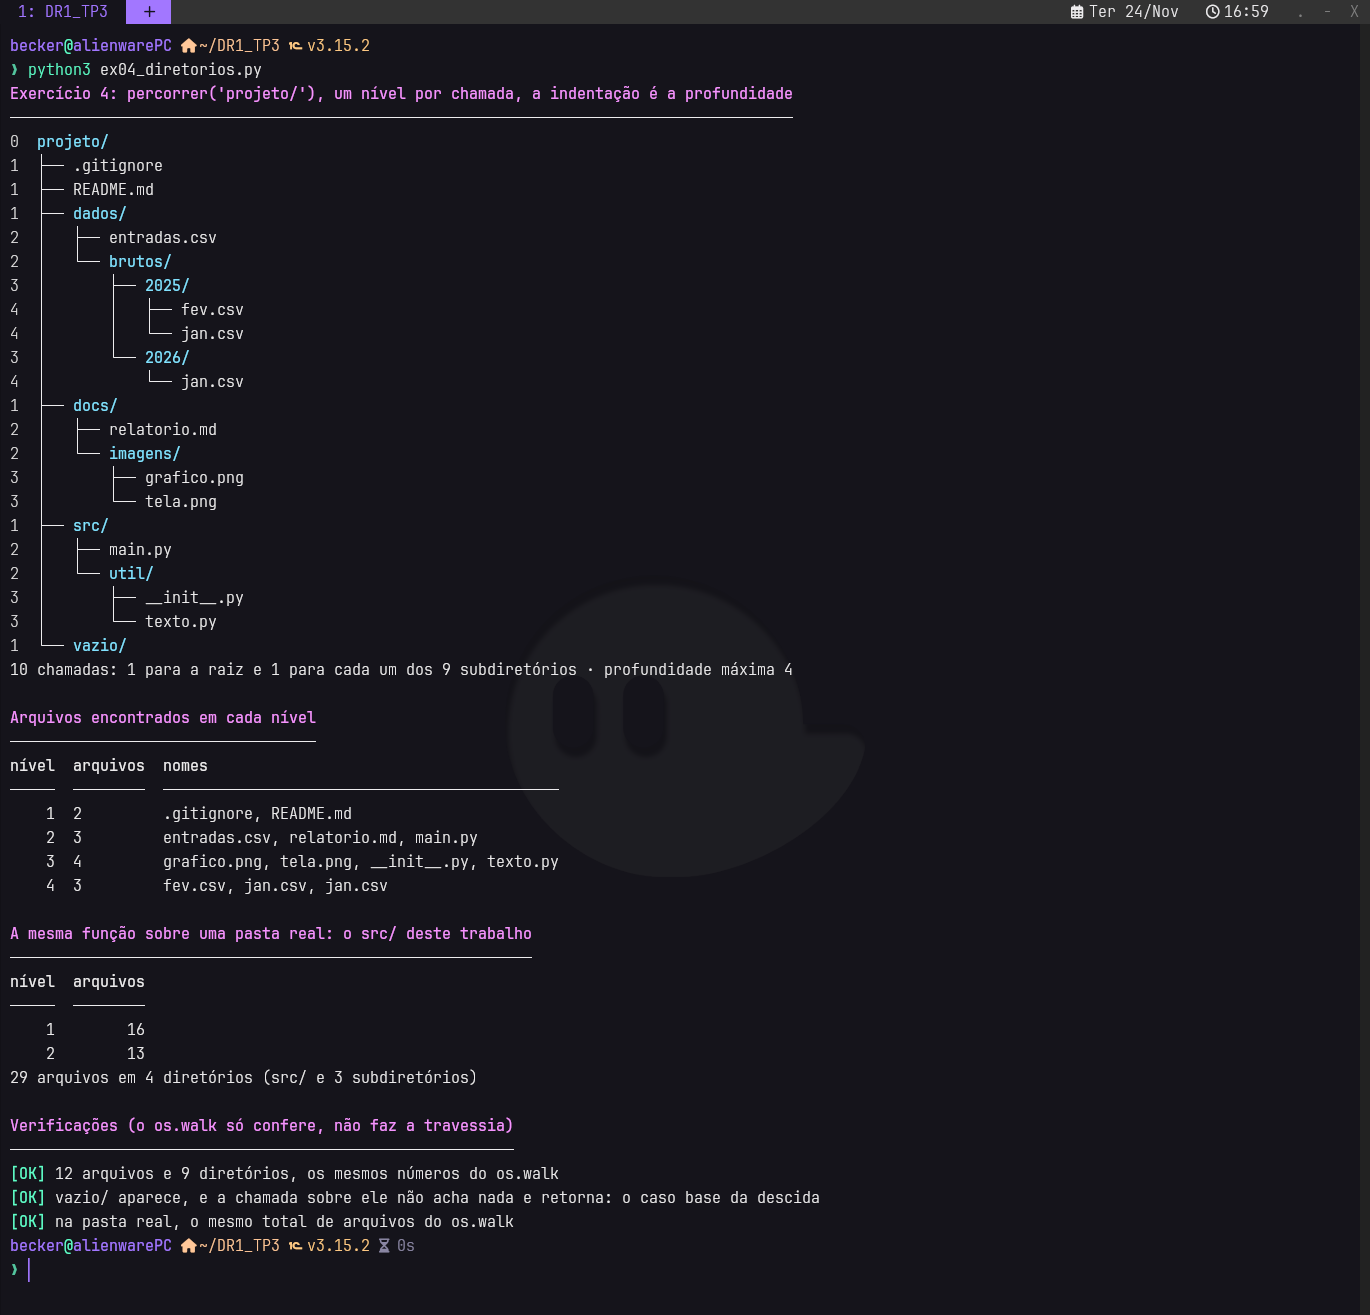 1: DR1_TP3 + Ter 24/Nov 16:59 . - X
becker@alienwarePC ~/DR1_TP3 v3.15.2
❯ python3 ex04_diretorios.py
Exercício 4: percorrer('projeto/'), um nível por chamada, a indentação é a profundidade
0 projeto/
1 ├── .gitignore
1 ├── README.md
1 ├── dados/
2 │   ├── entradas.csv
2 │   └── brutos/
3 │       ├── 2025/
4 │       │   ├── fev.csv
4 │       │   └── jan.csv
3 │       └── 2026/
4 │           └── jan.csv
1 ├── docs/
2 │   ├── relatorio.md
2 │   └── imagens/
3 │       ├── grafico.png
3 │       └── tela.png
1 ├── src/
2 │   ├── main.py
2 │   └── util/
3 │       ├── __init__.py
3 │       └── texto.py
1 └── vazio/
10 chamadas: 1 para a raiz e 1 para cada um dos 9 subdiretórios · profundidade máxima 4
Arquivos encontrados em cada nível
nível arquivos nomes
1 2 .gitignore, README.md
2 3 entradas.csv, relatorio.md, main.py
3 4 grafico.png, tela.png, __init__.py, texto.py
4 3 fev.csv, jan.csv, jan.csv
A mesma função sobre uma pasta real: o src/ deste trabalho
nível arquivos
1 16
2 13
29 arquivos em 4 diretórios (src/ e 3 subdiretórios)
Verificações (o os.walk só confere, não faz a travessia)
[OK] 12 arquivos e 9 diretórios, os mesmos números do os.walk
[OK] vazio/ aparece, e a chamada sobre ele não acha nada e retorna: o caso base da descida
[OK] na pasta real, o mesmo total de arquivos do os.walk
becker@alienwarePC ~/DR1_TP3 v3.15.2 0s
❯